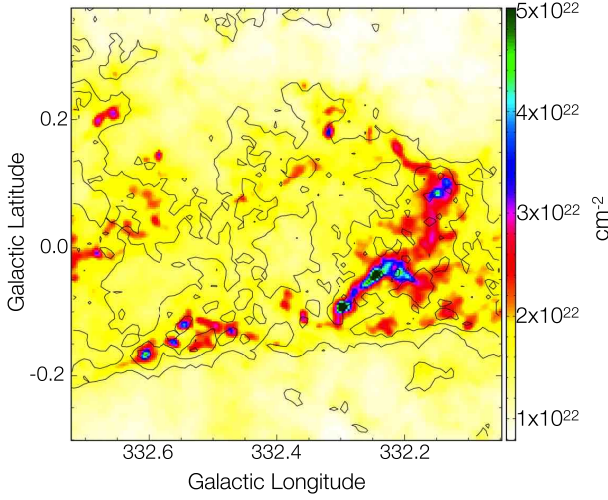 5x10²²
0.2
4x10²²
Galactic Latitude
3x10²²
cm⁻²
0.0
2x10²²
-0.2
1x10²²
332.6 332.4 332.2
Galactic Longitude